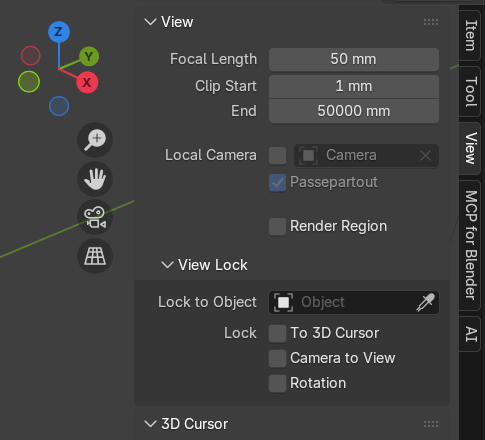 View
Focal Length 50 mm
Clip Start 1 mm
End 50000 mm
Local Camera Camera
Passepartout
Render Region
View Lock
Lock to Object Object
Lock To 3D Cursor
Camera to View
Rotation
3D Cursor
Z
Y
X
Item
Tool
View
MCP for Blender
AI